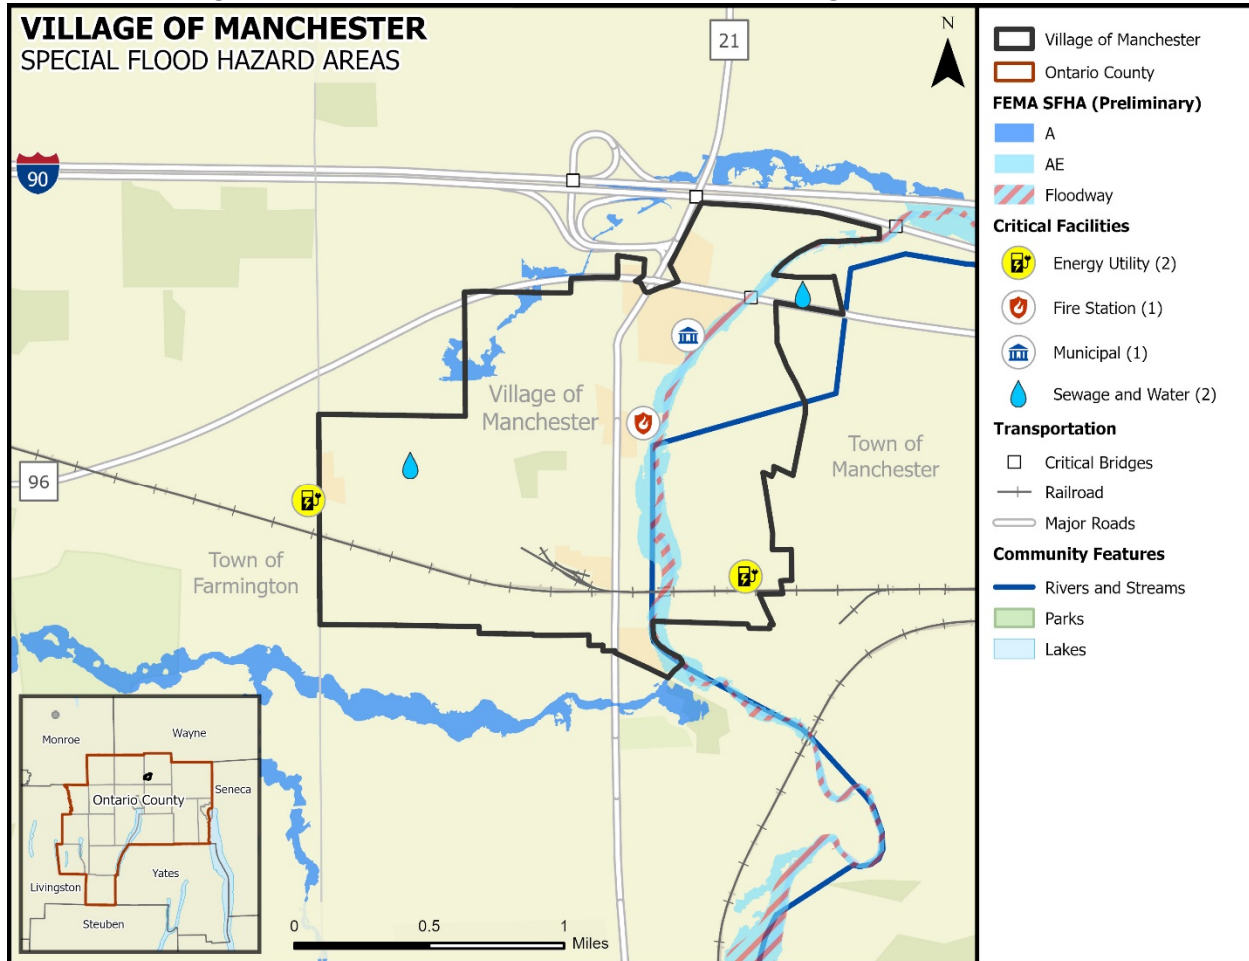 VILLAGE OF MANCHESTER
SPECIAL FLOOD HAZARD AREAS
21
N
90
Village of
Manchester
Town of
Manchester
96
Town of
Farmington
Monroe
Wayne
Ontario County
Seneca
Livingston
Yates
Steuben
0 0.5 1
Miles
Village of Manchester
Ontario County
FEMA SFHA (Preliminary)
A
AE
Floodway
Critical Facilities
Energy Utility (2)
Fire Station (1)
Municipal (1)
Sewage and Water (2)
Transportation
Critical Bridges
Railroad
Major Roads
Community Features
Rivers and Streams
Parks
Lakes